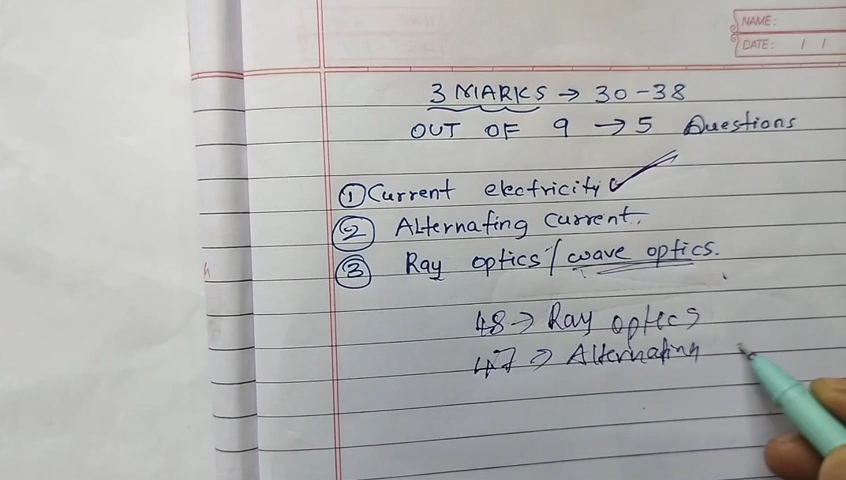 NAME:
DATE: / /
3 MARKS → 30-38
OUT OF 9 → 5 Questions
① Current electricity
② Alternating current.
③ Ray optics / wave optics.
48 → Ray optics
47 → Alternating